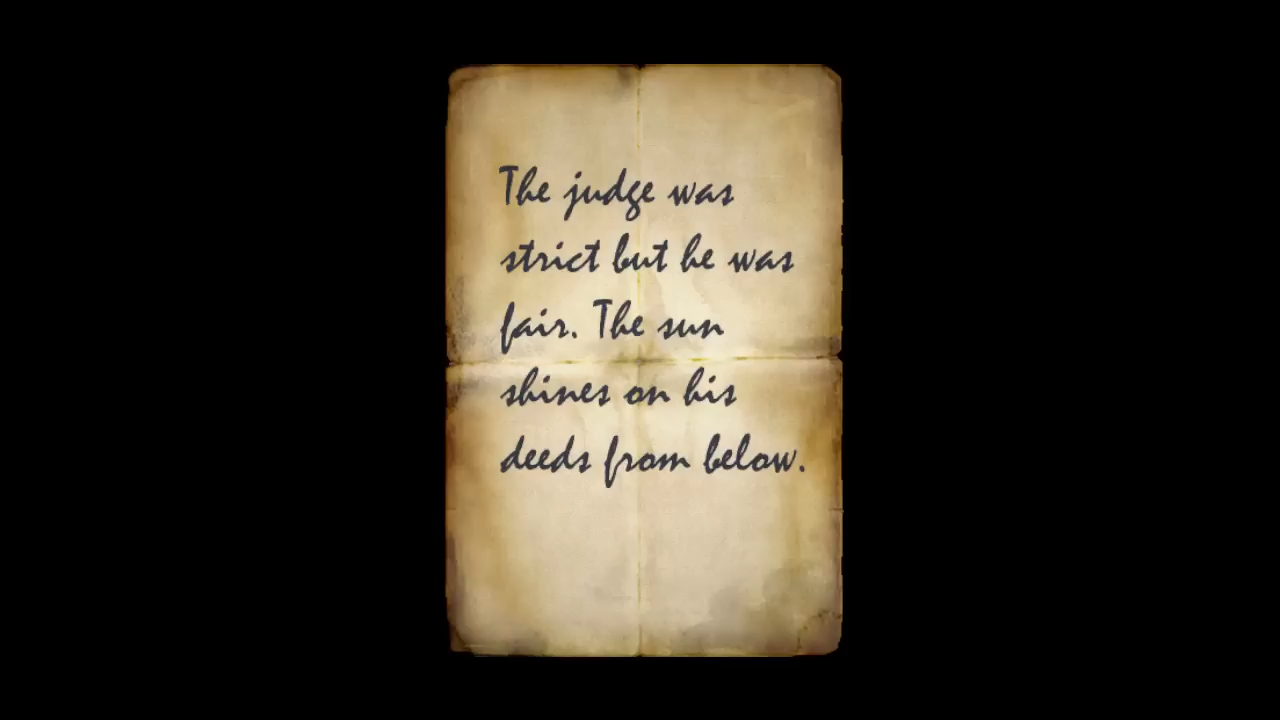 The judge was
strict but he was
fair. The sun
shines on his
deeds from below.